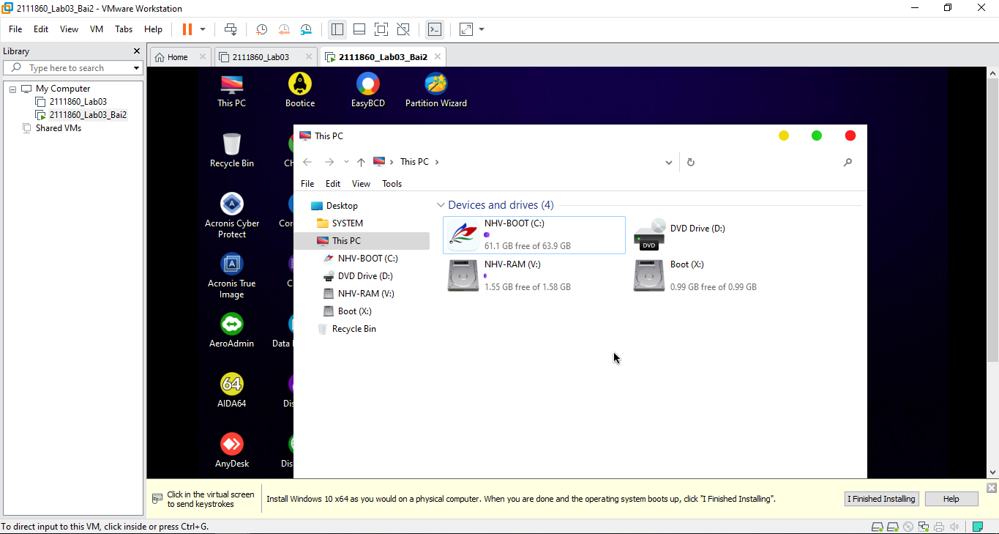 2111860_Lab03_Bai2 - VMware Workstation
File Edit View VM Tabs Help
Library
Type here to search
My Computer
2111860_Lab03
2111860_Lab03_Bai2
Shared VMs
Home
2111860_Lab03
2111860_Lab03_Bai2
This PC
Bootice
EasyBCD
Partition Wizard
Recycle Bin
Ch
Acronis Cyber
Protect
Cor
Acronis True
Image
C
AeroAdmin
Data
64
AIDA64
Dis
AnyDesk
Dis
This PC
This PC
File Edit View Tools
Desktop
SYSTEM
This PC
NHV-BOOT (C:)
DVD Drive (D:)
NHV-RAM (V:)
Boot (X:)
Recycle Bin
Devices and drives (4)
NHV-BOOT (C:)
61.1 GB free of 63.9 GB
DVD
DVD Drive (D:)
NHV-RAM (V:)
1.55 GB free of 1.58 GB
Boot (X:)
0.99 GB free of 0.99 GB
Click in the virtual screen
to send keystrokes
Install Windows 10 x64 as you would on a physical computer. When you are done and the operating system boots up, click "I Finished Installing".
I Finished Installing
Help
To direct input to this VM, click inside or press Ctrl+G.